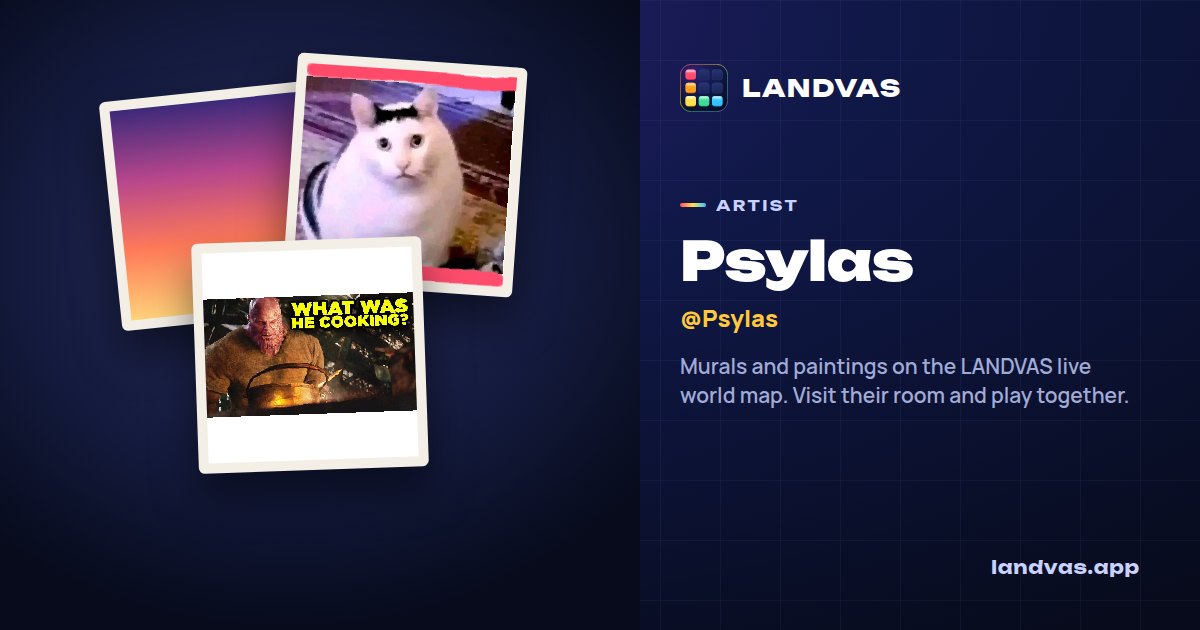 WHAT WAS
HE COOKING?
LANDVAS
ARTIST
Psylas
@Psylas
Murals and paintings on the LANDVAS live
world map. Visit their room and play together.
landvas.app